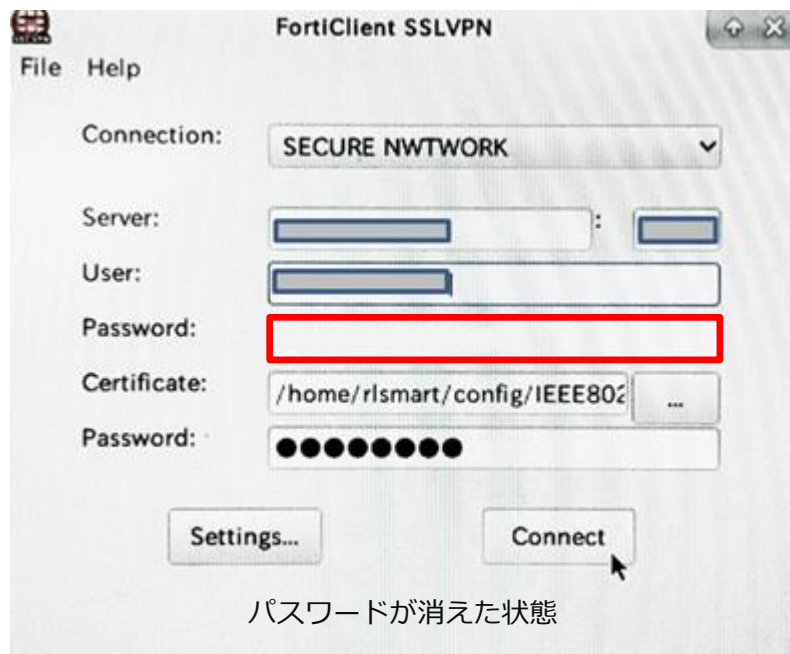 FortiClient SSLVPN
File Help
Connection: SECURE NWTWORK
Server: :
User:
Password:
Certificate: /home/rlsmart/config/IEEE802 ...
Password: ●●●●●●●●
Settings... Connect
パスワードが消えた状態